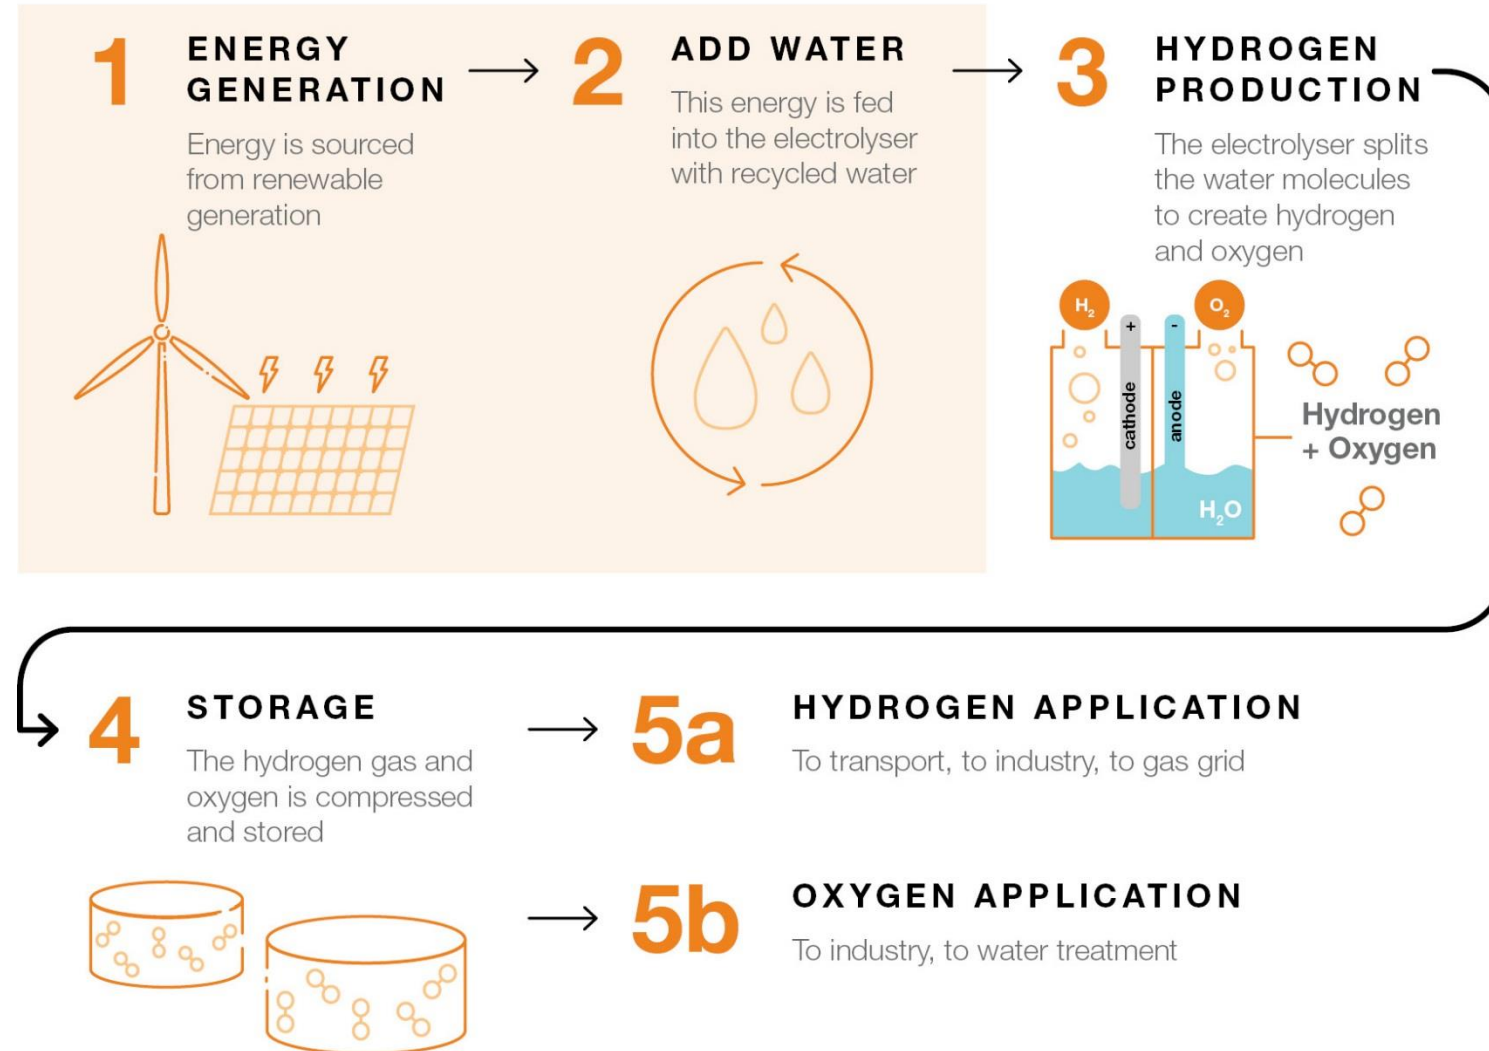 1 ENERGY
GENERATION
Energy is sourced
from renewable
generation
2 ADD WATER
This energy is fed
into the electrolyser
with recycled water
3 HYDROGEN
PRODUCTION
The electrolyser splits
the water molecules
to create hydrogen
and oxygen
H₂
O₂
+
-
cathode
anode
H₂O
Hydrogen
+ Oxygen
4 STORAGE
The hydrogen gas and
oxygen is compressed
and stored
5a HYDROGEN APPLICATION
To transport, to industry, to gas grid
5b OXYGEN APPLICATION
To industry, to water treatment